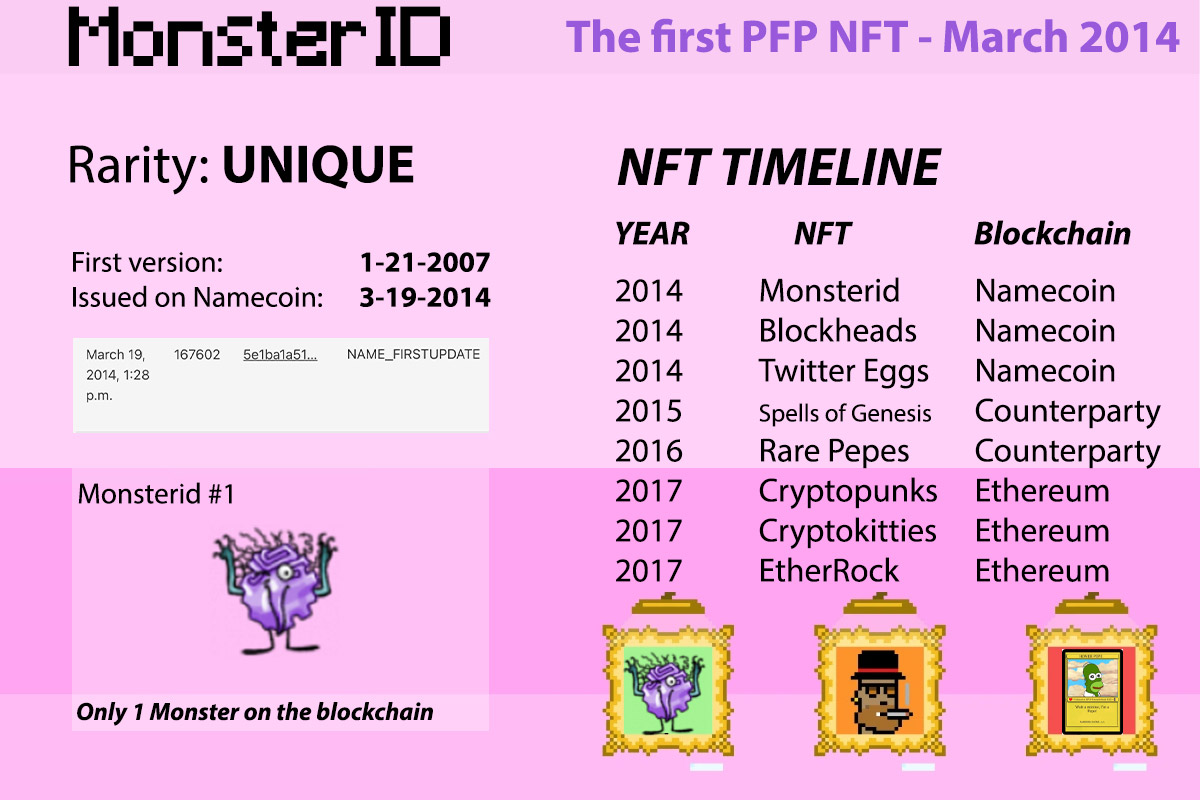 MonsterID
The first PFP NFT - March 2014
Rarity: UNIQUE
First version: 1-21-2007
Issued on Namecoin: 3-19-2014
March 19, 167602 5e1ba1a51... NAME_FIRSTUPDATE
2014, 1:28
p.m.
Monsterid #1
Only 1 Monster on the blockchain
NFT TIMELINE
YEAR NFT Blockchain
2014 Monsterid Namecoin
2014 Blockheads Namecoin
2014 Twitter Eggs Namecoin
2015 Spells of Genesis Counterparty
2016 Rare Pepes Counterparty
2017 Cryptopunks Ethereum
2017 Cryptokitties Ethereum
2017 EtherRock Ethereum